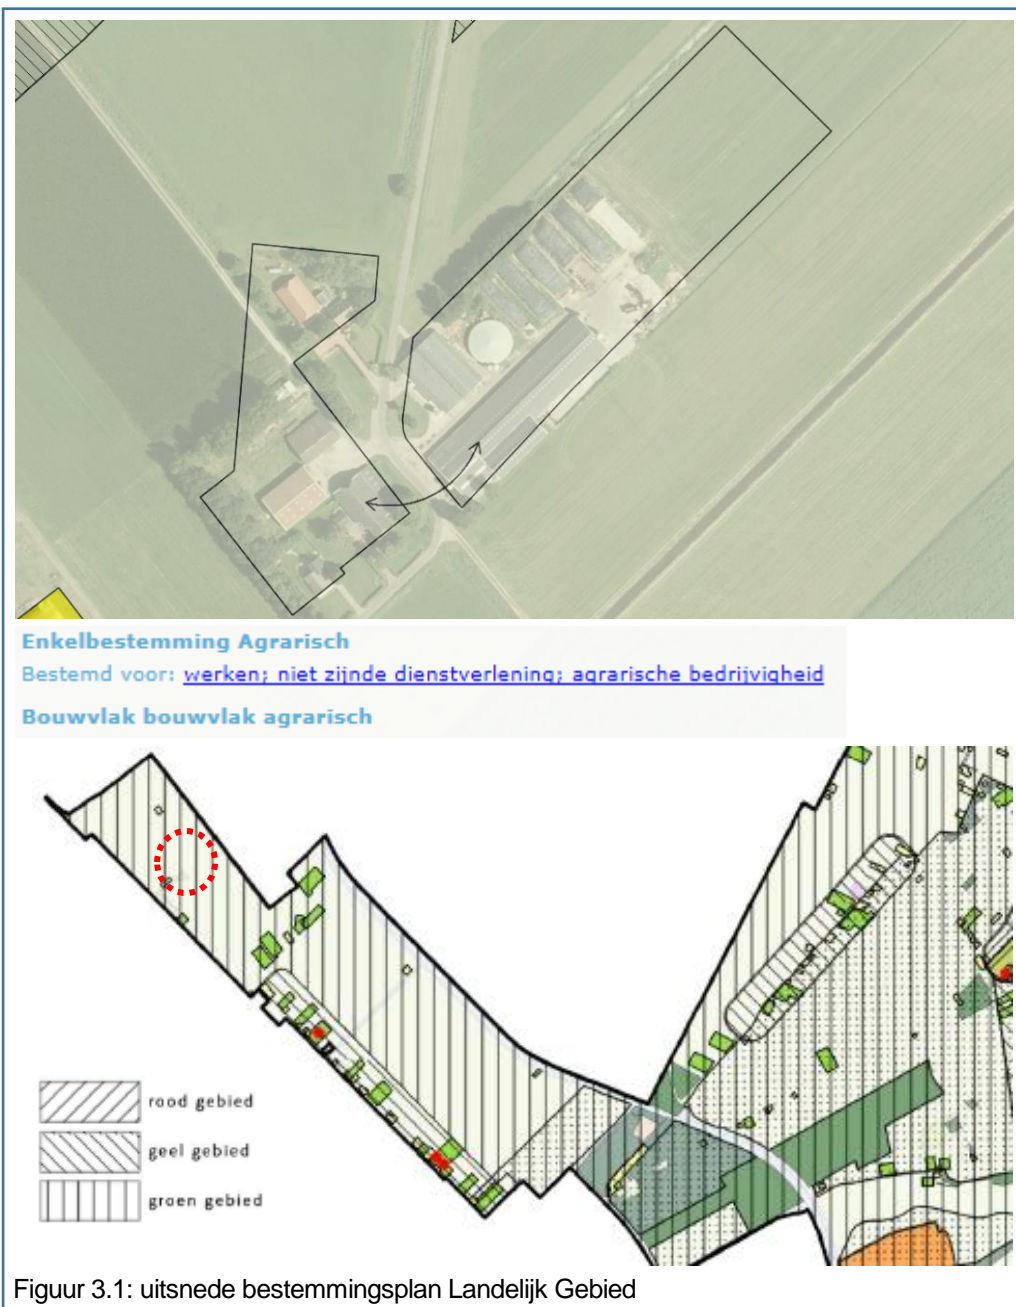 Enkelbestemming Agrarisch
Bestemd voor: werken; niet zijnde dienstverlening; agrarische bedrijvigheid
Bouwvlak bouwvlak agrarisch
rood gebied
geel gebied
groen gebied
Figuur 3.1: uitsnede bestemmingsplan Landelijk Gebied